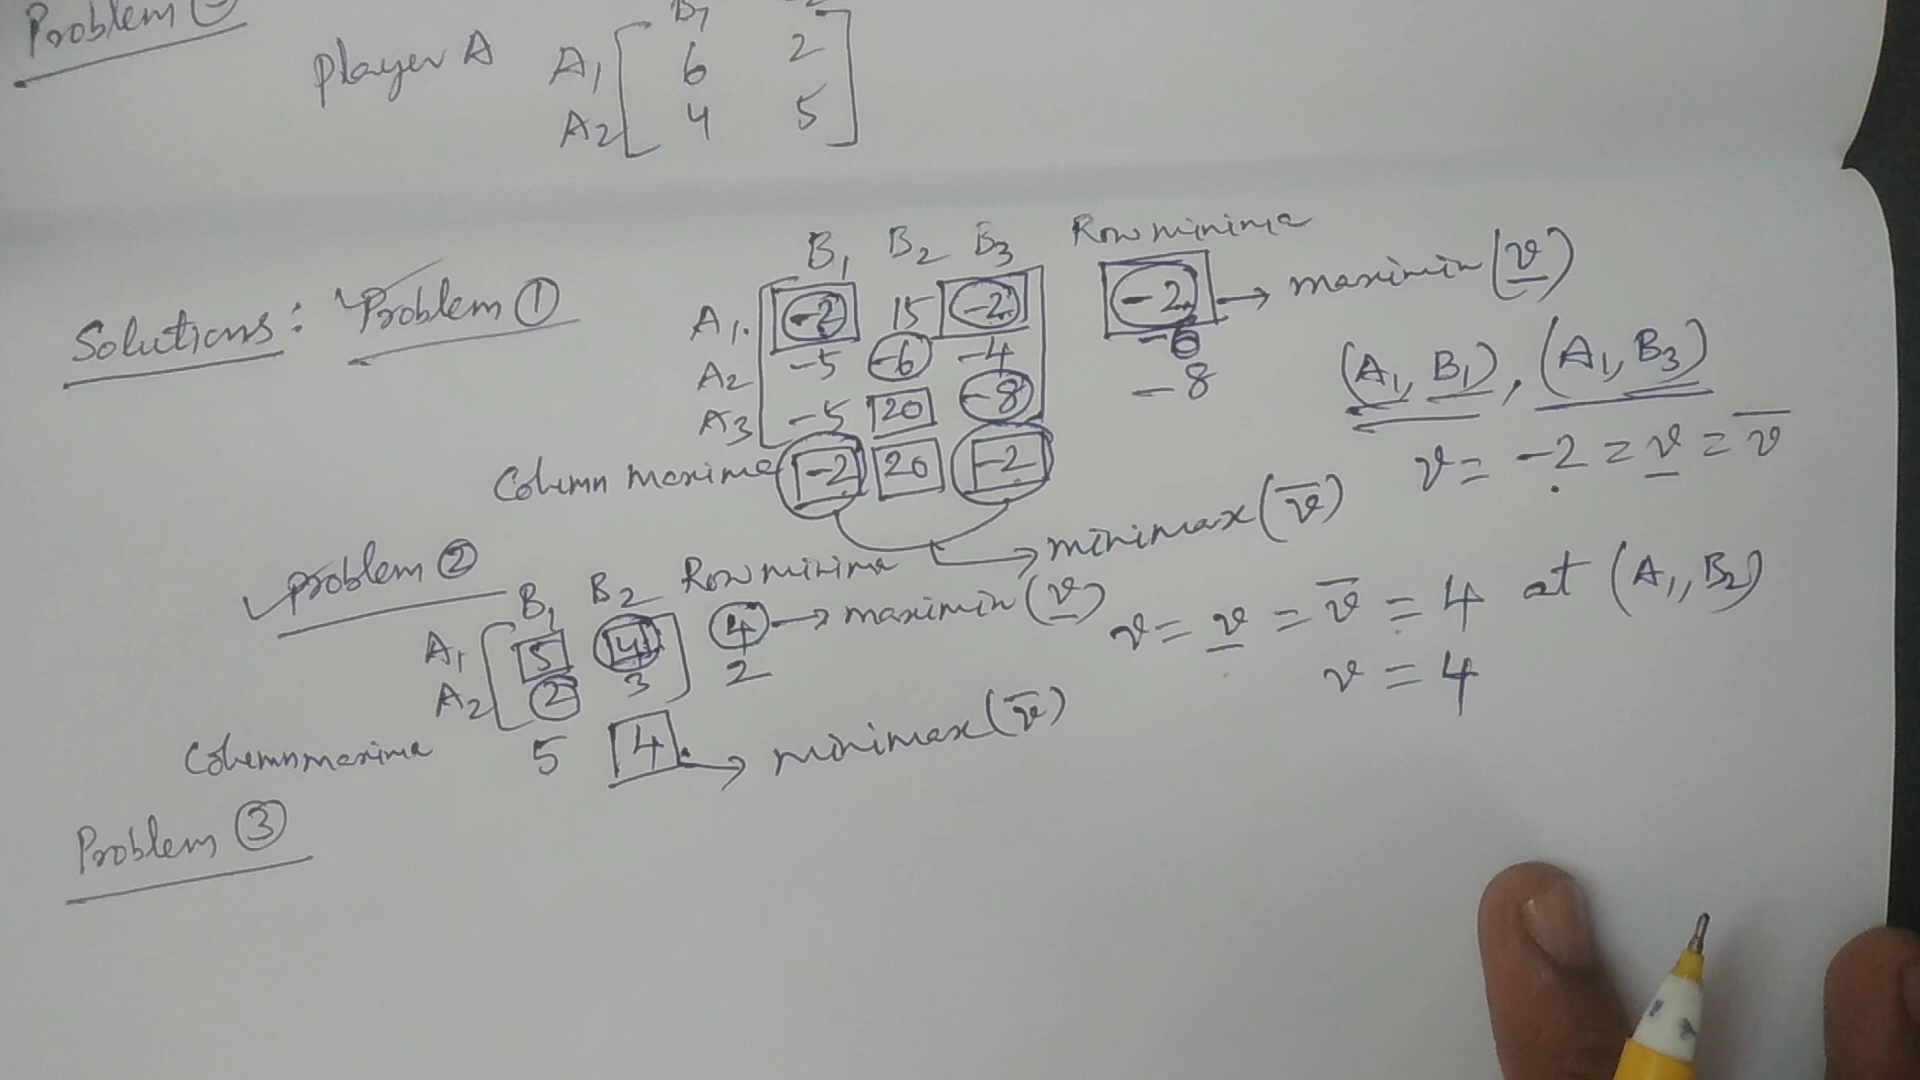 Problem
B1
Player A A1 6 2
A2 4 5
Solutions: Problem ①
B1 B2 B3 Row minima
A1 -2 15 -2 -2 → maximin (v)
A2 -5 -6 -4 -6
A3 -5 20 -8 -8
(A1, B1), (A1, B3)
Column maxima -2 20 -2
v = -2 = v = v̅
→ minimax (v̅)
Problem ②
B1 B2 Row minima
A1 5 4 4 → maximin (v)
A2 2 3 2
v = v = v̅ = 4 at (A1, B2)
v = 4
Column maxima 5 4 → minimax (v̅)
Problem ③